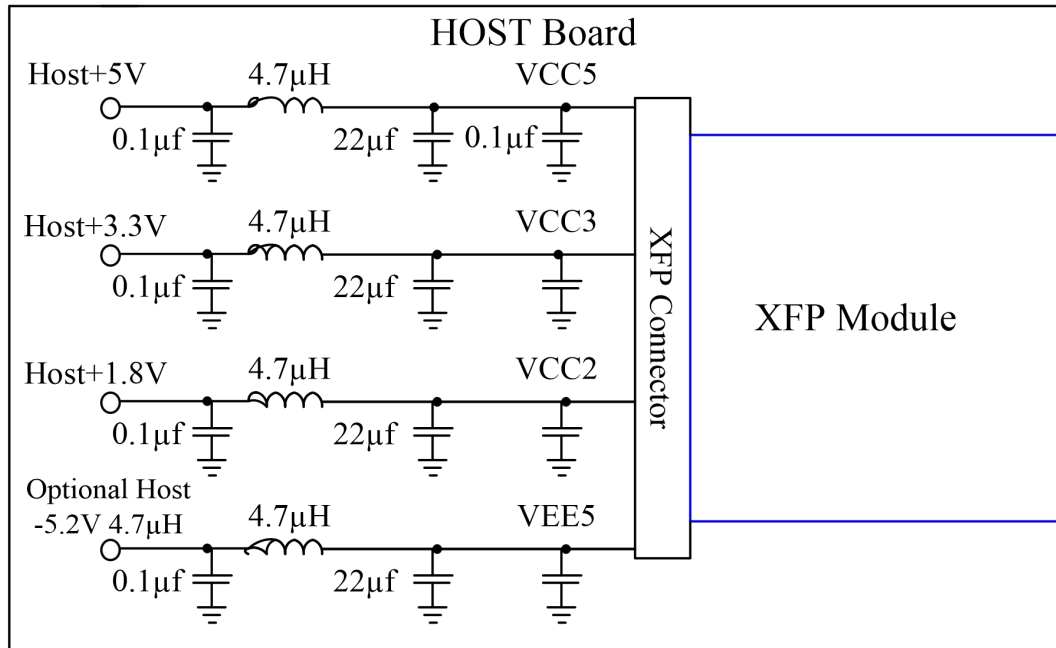 HOST Board
Host+5V
4.7µH
VCC5
0.1µf
22µf
0.1µf
Host+3.3V
4.7µH
VCC3
0.1µf
22µf
Host+1.8V
4.7µH
VCC2
0.1µf
22µf
Optional Host
-5.2V 4.7µH
4.7µH
VEE5
0.1µf
22µf
XFP Connector
XFP Module